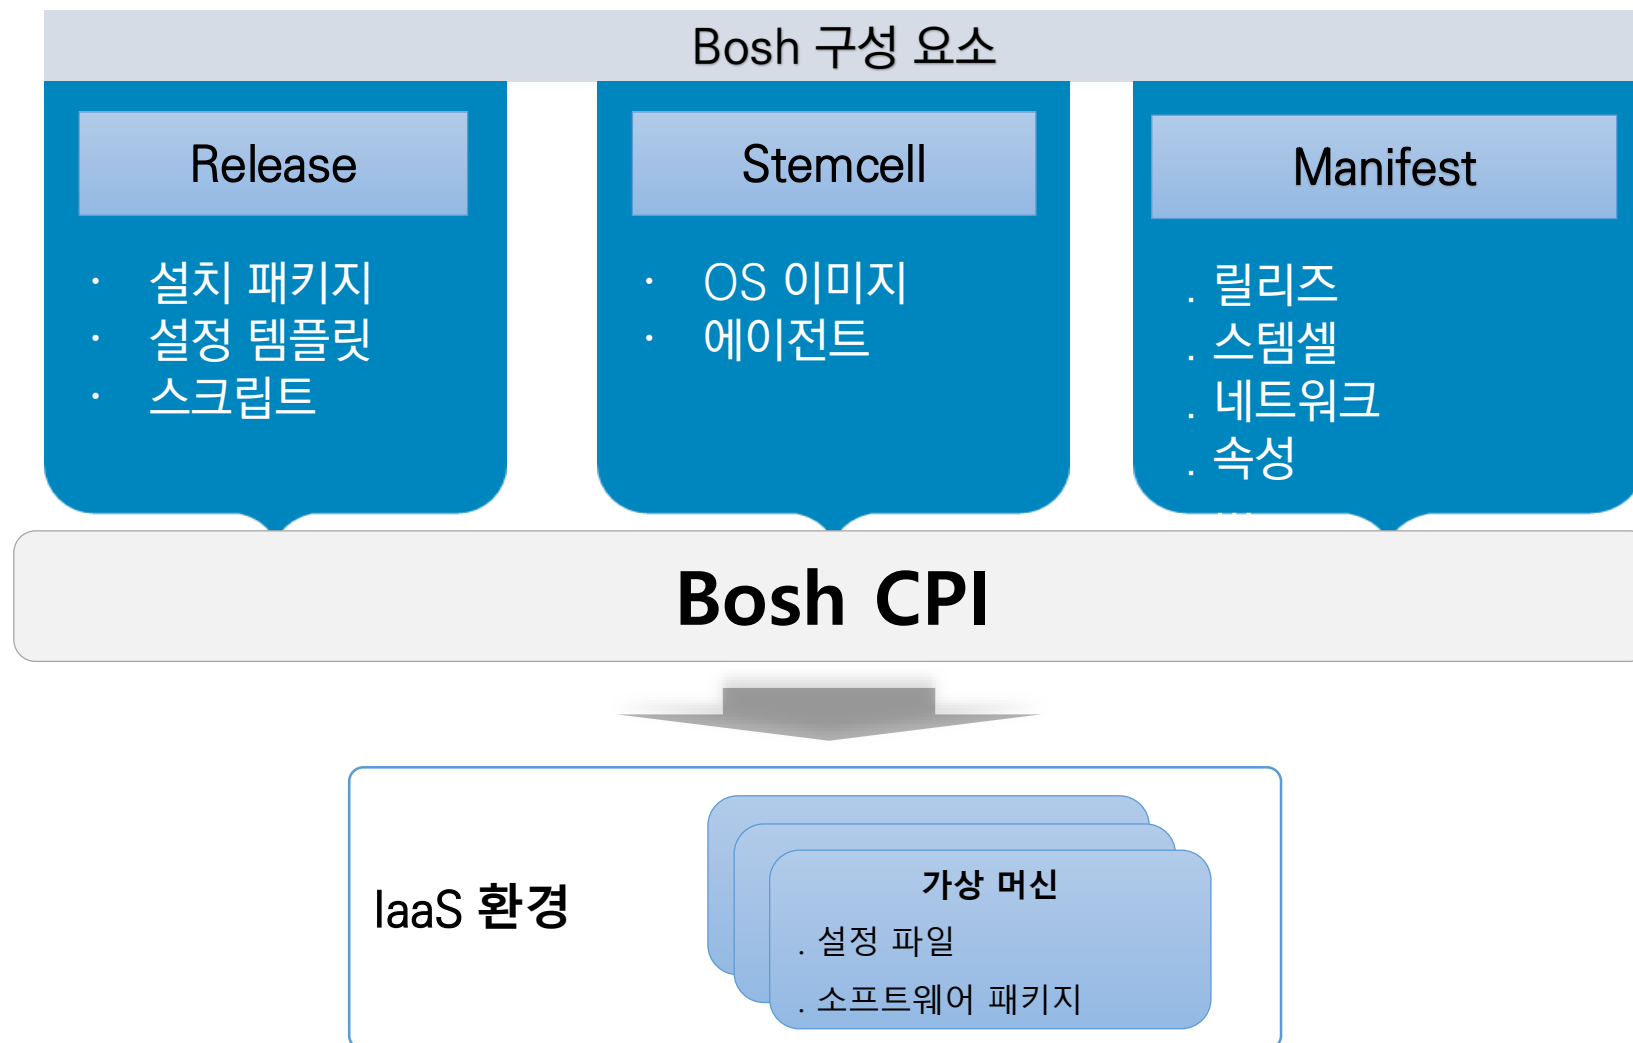 Bosh 구성 요소
Release
· 설치 패키지
· 설정 템플릿
· 스크립트
Stemcell
· OS 이미지
· 에이전트
Manifest
. 릴리즈
. 스템셀
. 네트워크
. 속성
Bosh CPI
IaaS 환경
가상 머신
. 설정 파일
. 소프트웨어 패키지